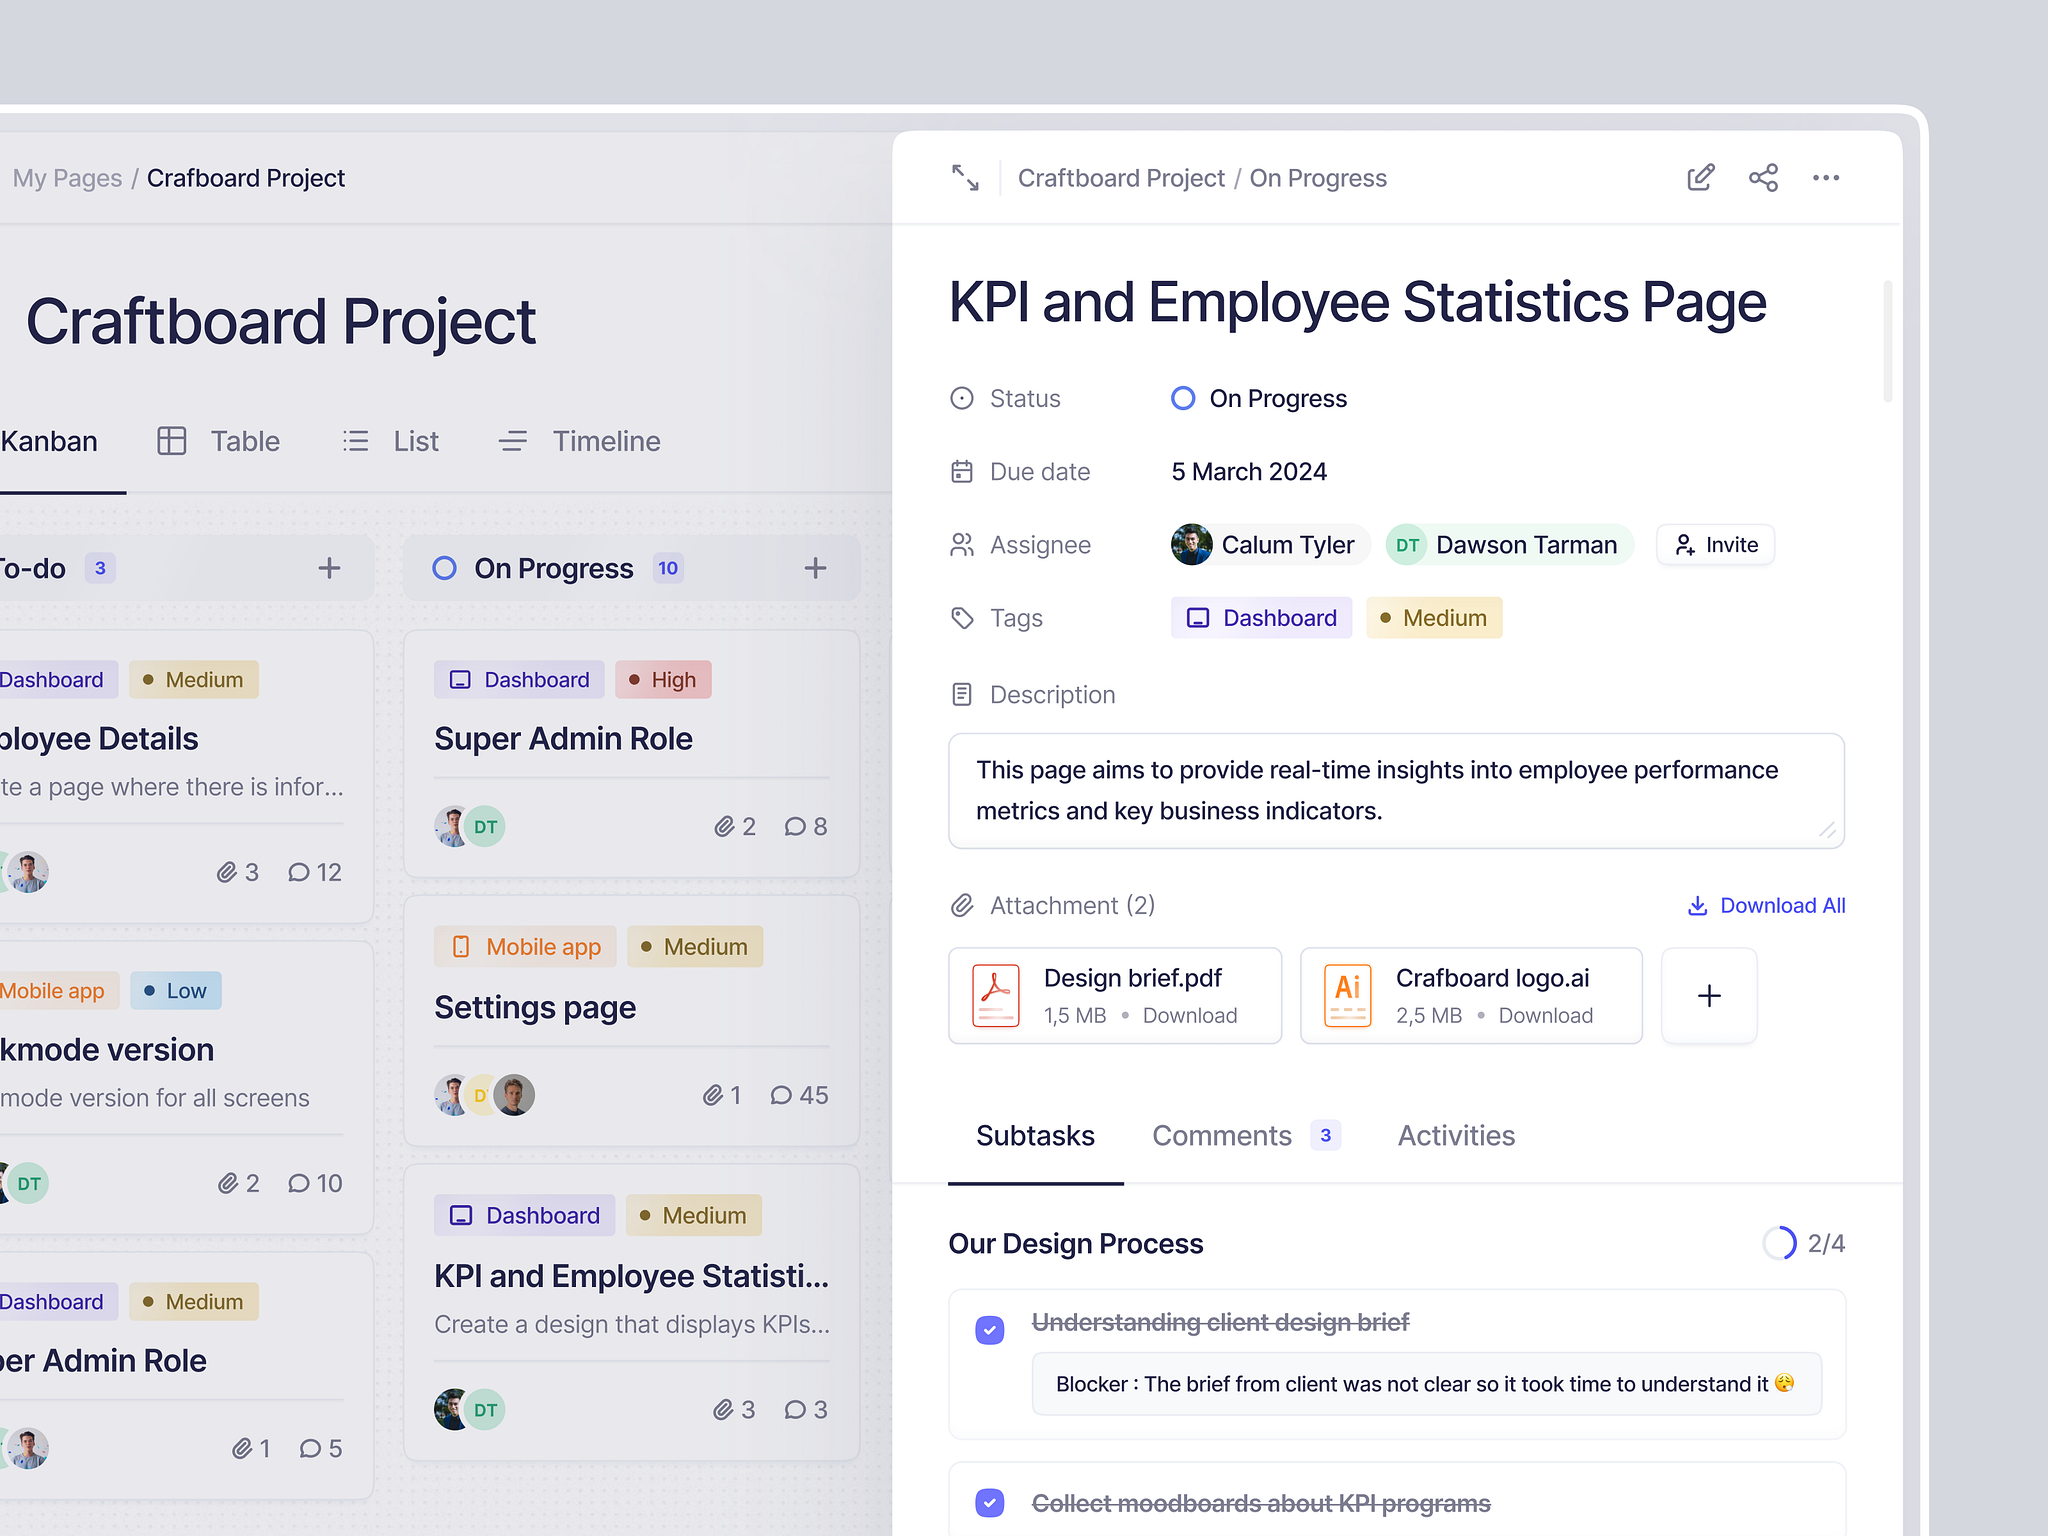 My Pages / Crafboard Project
Craftboard Project
Kanban
Table
List
Timeline
To-do 3
Dashboard
Medium
ployee Details
te a page where there is infor...
3
12
Mobile app
Low
kmode version
mode version for all screens
DT
2
10
Dashboard
Medium
per Admin Role
1
5
On Progress 10
Dashboard
High
Super Admin Role
DT
2
8
Mobile app
Medium
Settings page
D
1
45
Dashboard
Medium
KPI and Employee Statisti...
Create a design that displays KPIs...
DT
3
3
Craftboard Project / On Progress
KPI and Employee Statistics Page
Status
On Progress
Due date
5 March 2024
Assignee
Calum Tyler
DT Dawson Tarman
Invite
Tags
Dashboard
Medium
Description
This page aims to provide real-time insights into employee performance
metrics and key business indicators.
Attachment (2)
Download All
Design brief.pdf
1,5 MB • Download
Ai
Crafboard logo.ai
2,5 MB • Download
Subtasks
Comments 3
Activities
Our Design Process
2/4
Understanding client design brief
Blocker : The brief from client was not clear so it took time to understand it 😮‍💨
Collect moodboards about KPI programs